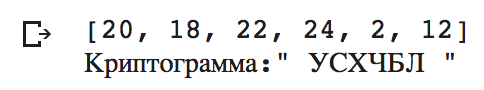 [20, 18, 22, 24, 2, 12]
Криптограмма:" УСХЧБЛ "